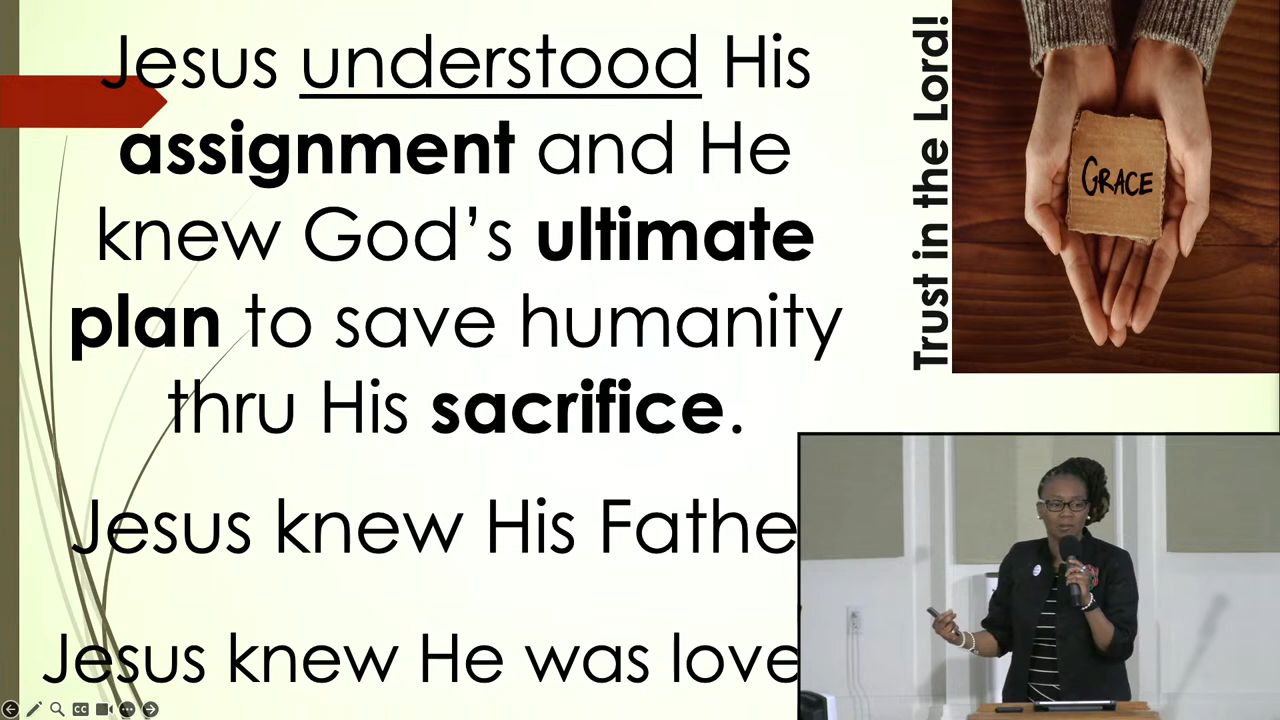 Jesus understood His
assignment and He
knew God’s ultimate
plan to save humanity
thru His sacrifice.
Jesus knew His Fathe
Jesus knew He was love
Trust in the Lord!
GRACE
CC